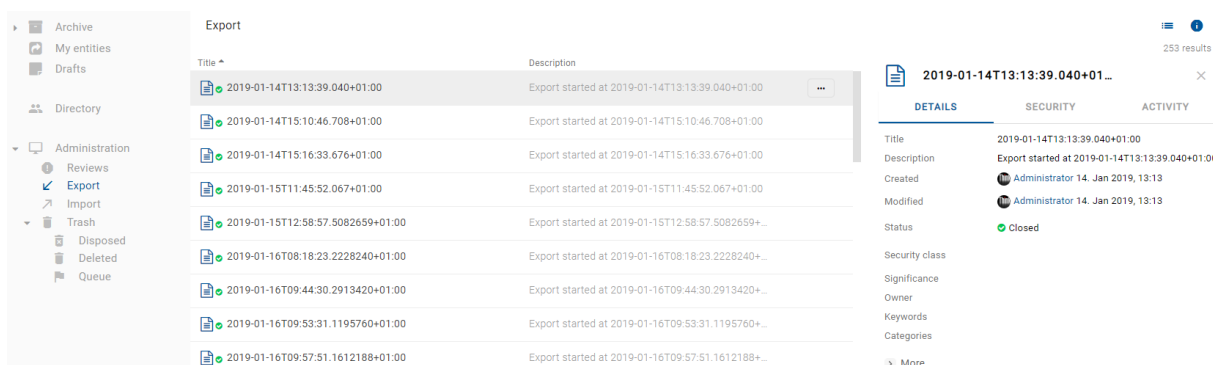 Archive
My entities
Drafts
Directory
Administration
Reviews
Export
Import
Trash
Disposed
Deleted
Queue
Export
253 results
Title Description
2019-01-14T13:13:39.040+01:00 Export started at 2019-01-14T13:13:39.040+01:00
2019-01-14T15:10:46.708+01:00 Export started at 2019-01-14T15:10:46.708+01:00
2019-01-14T15:16:33.676+01:00 Export started at 2019-01-14T15:16:33.676+01:00
2019-01-15T11:45:52.067+01:00 Export started at 2019-01-15T11:45:52.067+01:00
2019-01-15T12:58:57.5082659+01:00 Export started at 2019-01-15T12:58:57.5082659+...
2019-01-16T08:18:23.2228240+01:00 Export started at 2019-01-16T08:18:23.2228240+...
2019-01-16T09:44:30.2913420+01:00 Export started at 2019-01-16T09:44:30.2913420+...
2019-01-16T09:53:31.1195760+01:00 Export started at 2019-01-16T09:53:31.1195760+...
2019-01-16T09:57:51.1612188+01:00 Export started at 2019-01-16T09:57:51.1612188+...
2019-01-14T13:13:39.040+01...
DETAILS SECURITY ACTIVITY
Title 2019-01-14T13:13:39.040+01:00
Description Export started at 2019-01-14T13:13:39.040+01:0
Created Administrator 14. Jan 2019, 13:13
Modified Administrator 14. Jan 2019, 13:13
Status Closed
Security class
Significance
Owner
Keywords
Categories
More